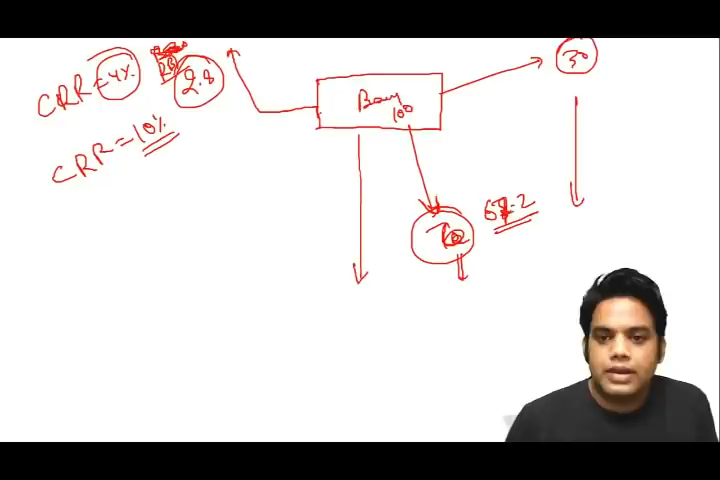 CRR = 4%
2.8
CRR = 10%
Bank
100
30
67.2